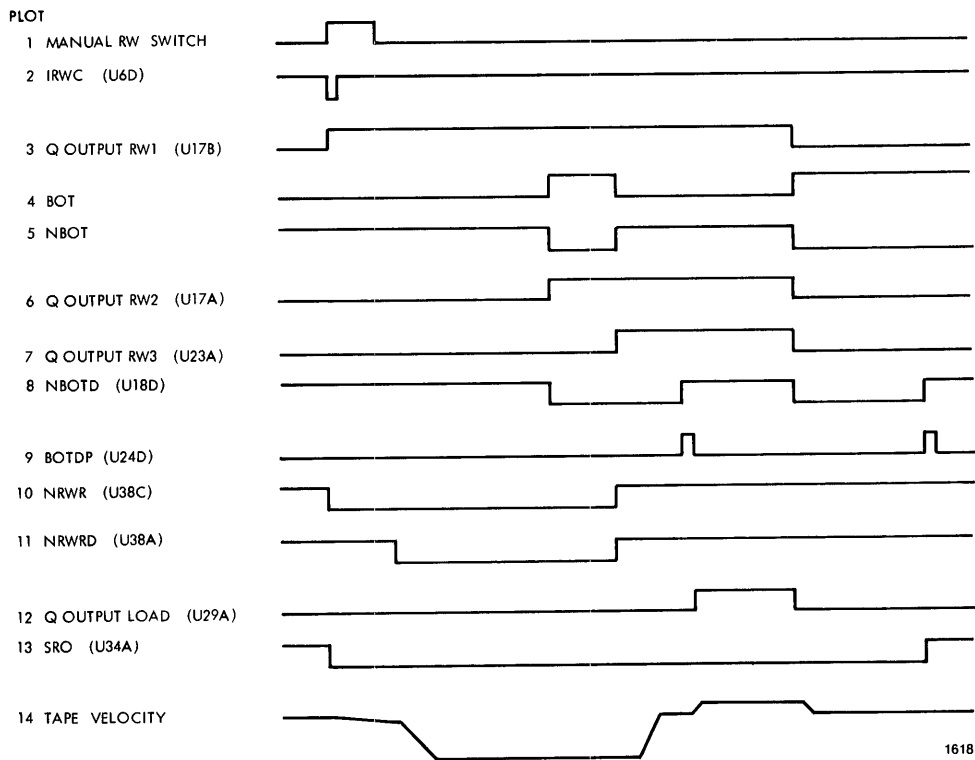 PLOT
1 MANUAL RW SWITCH
2 IRWC (U6D)
3 Q OUTPUT RW1 (U17B)
4 BOT
5 NBOT
6 Q OUTPUT RW2 (U17A)
7 Q OUTPUT RW3 (U23A)
8 NBOTD (U18D)
9 BOTDP (U24D)
10 NRWR (U38C)
11 NRWRD (U38A)
12 Q OUTPUT LOAD (U29A)
13 SRO (U34A)
14 TAPE VELOCITY
1618